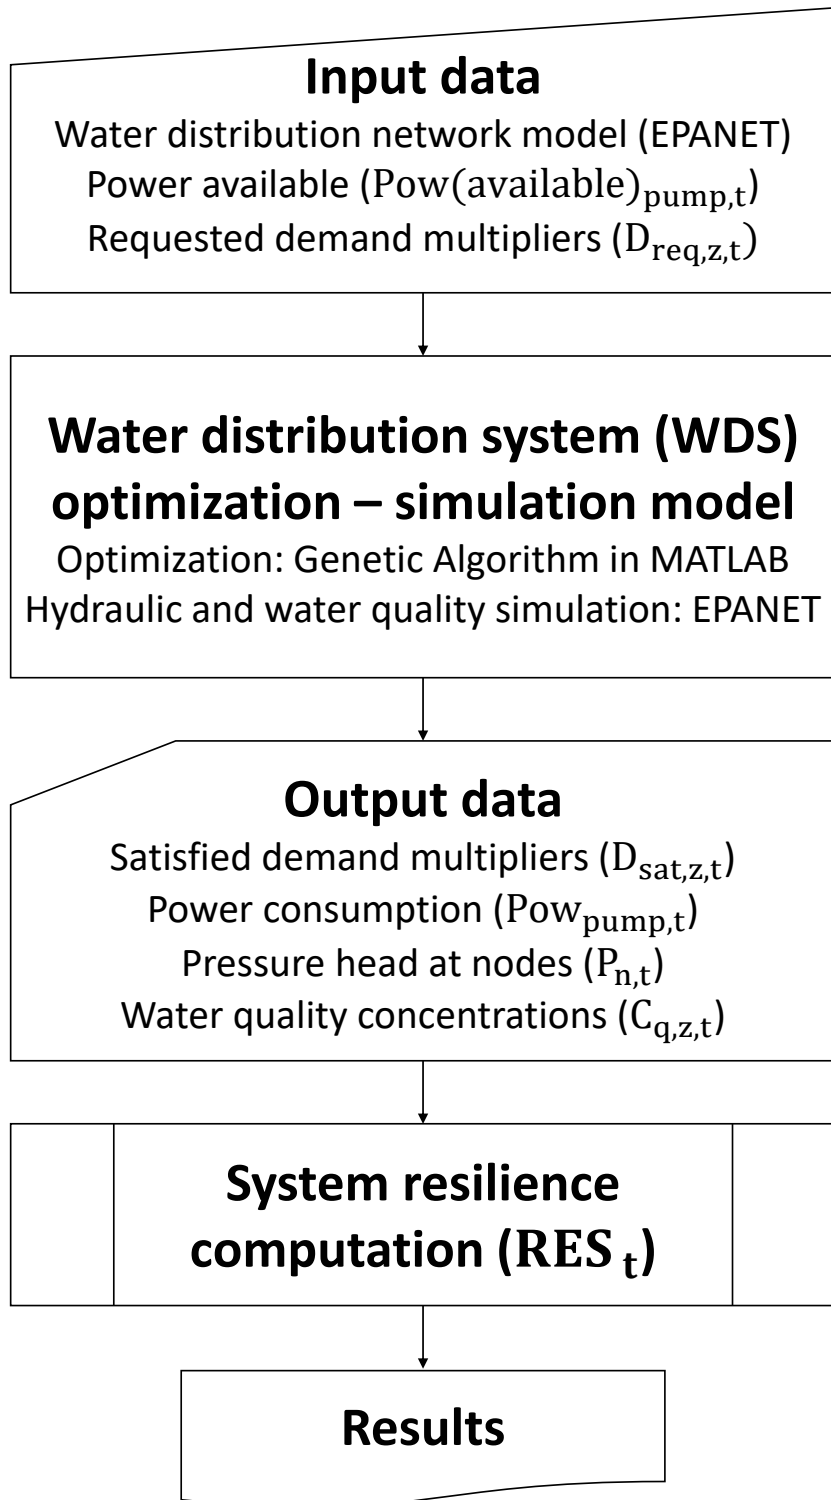 Input data
Water distribution network model (EPANET)
Power available (Pow(available)pump,t)
Requested demand multipliers (Dreq,z,t)
Water distribution system (WDS)
optimization – simulation model
Optimization: Genetic Algorithm in MATLAB
Hydraulic and water quality simulation: EPANET
Output data
Satisfied demand multipliers (Dsat,z,t)
Power consumption (Powpump,t)
Pressure head at nodes (Pn,t)
Water quality concentrations (Cq,z,t)
System resilience
computation (RES t)
Results